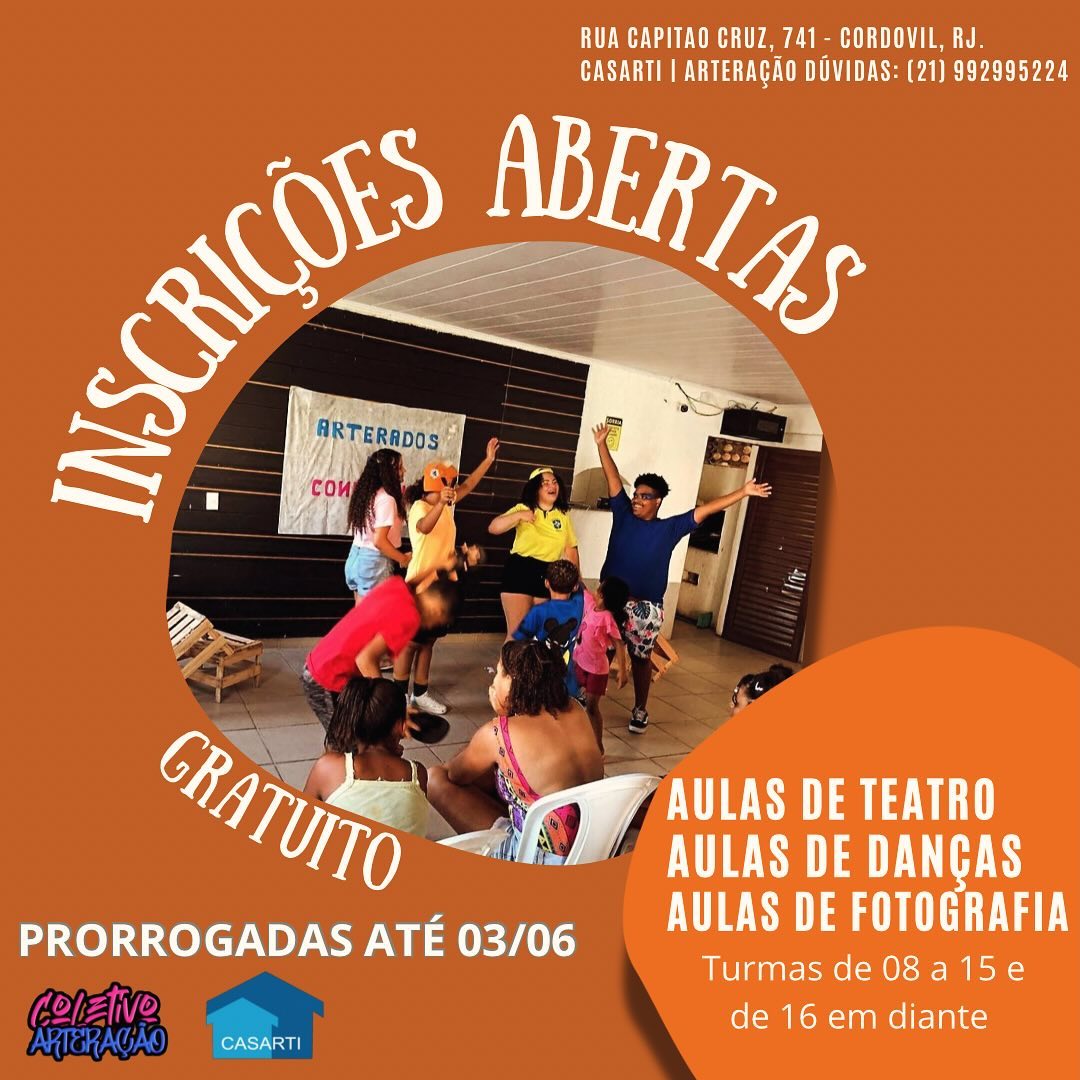 RUA CAPITAO CRUZ, 741 - CORDOVIL, RJ.
CASARTI | ARTERAÇÃO DÚVIDAS: (21) 992995224
INSCRIÇÕES ABERTAS
SORRIA
ARTERADOS
GRATUITO
AULAS DE TEATRO
AULAS DE DANÇAS
AULAS DE FOTOGRAFIA
Turmas de 08 a 15 e
de 16 em diante
PRORROGADAS ATÉ 03/06
COLETIVO
ARTERAÇÃO
CASARTI